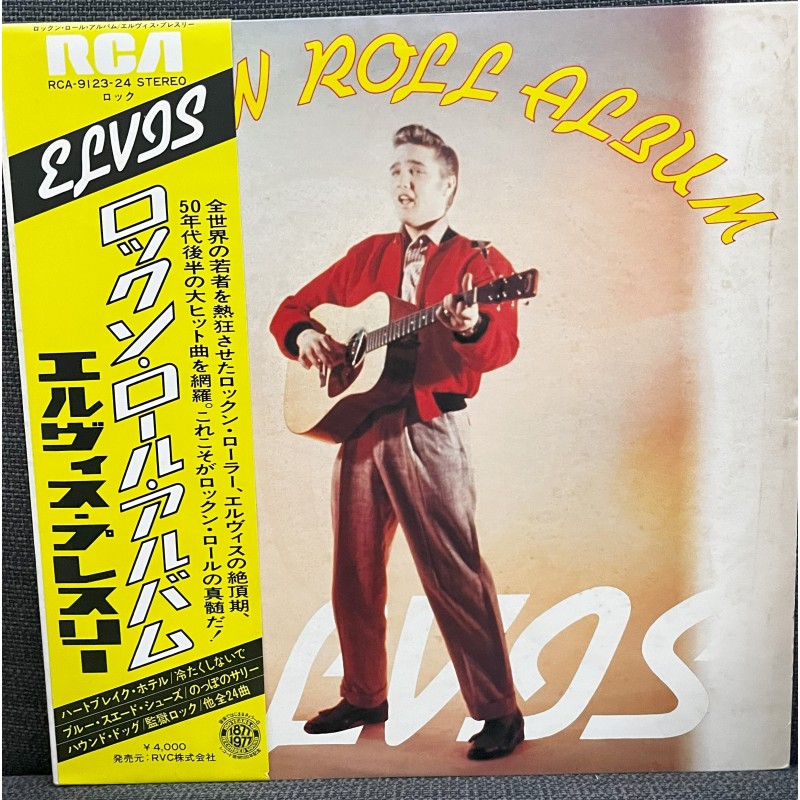 ロックン・ロール・アルバム/エルヴィス・プレスリー
RCA
RCA-9123-24 STEREO
ロック
ELVIS
ロックン・ロール・アルバム
エルヴィス・プレスリー
全世界の若者を熱狂させたロックン・ローラー、エルヴィスの絶頂期、
50年代後半の大ヒット曲を網羅。これこそがロックン・ロールの真髄だ!
ハートブレイク・ホテル/冷たくしないで
ブルー・スエード・シューズ/のっぽのサリー
ハウンド・ドッグ/監獄ロック/他全24曲
¥4,000
発売元:RVC株式会社
1877
1977
N ROLL ALBUM
LVIS